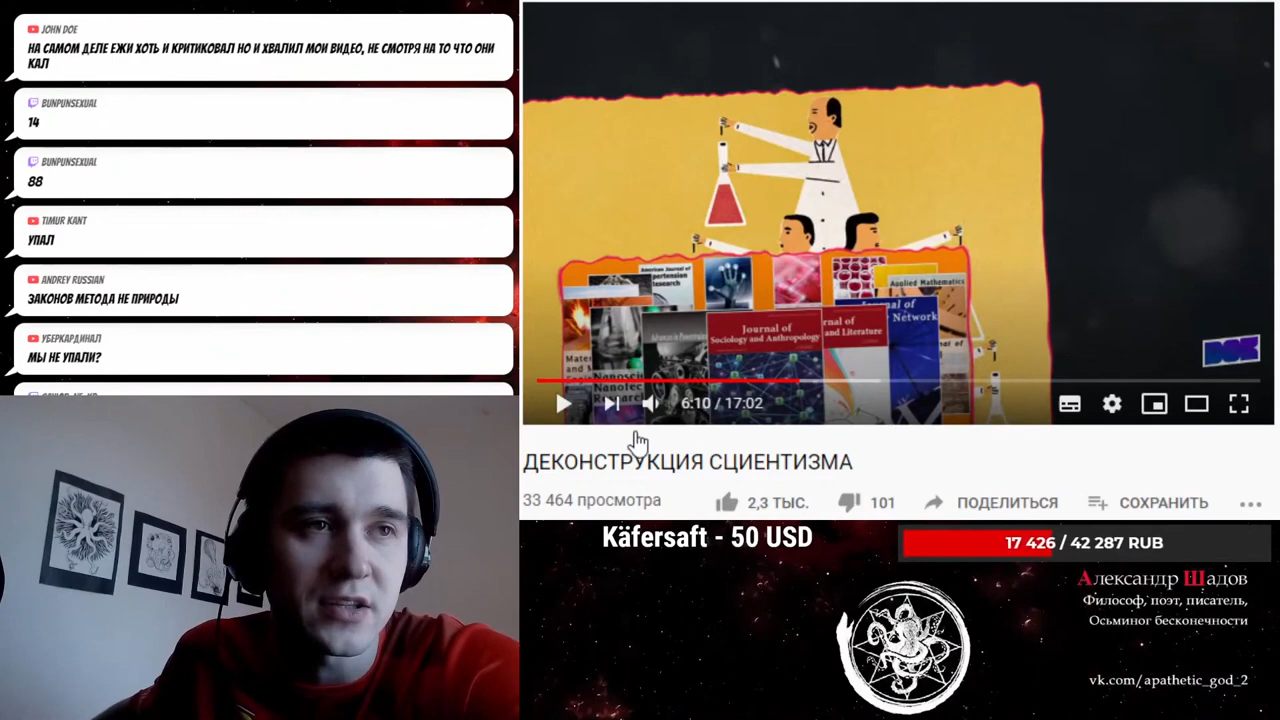 JOHN DOE
НА САМОМ ДЕЛЕ ЕЖИ ХОТЬ И КРИТИКОВАЛ НО И ХВАЛИЛ МОИ ВИДЕО, НЕ СМОТРЯ НА ТО ЧТО ОНИ
КАЛ
BUNPUNSEXUAL
14
BUNPUNSEXUAL
88
TIMUR KANT
УПАЛ
ANDREY RUSSIAN
ЗАКОНОВ МЕТОДА НЕ ПРИРОДЫ
УБЕРКАРДИНАЛ
МЫ НЕ УПАЛИ?
American Journal of
Applied Mathematics
Journal of
Sociology and Anthropology
and Literature
Network
6:10 / 17:02
ДЕКОНСТРУКЦИЯ СЦИЕНТИЗМА
33 464 просмотра
2,3 ТЫС.
101
ПОДЕЛИТЬСЯ
СОХРАНИТЬ
Käfersaft - 50 USD
17 426 / 42 287 RUB
Александр Шадов
Философ, поэт, писатель,
Осьминог бесконечности
vk.com/apathetic_god_2